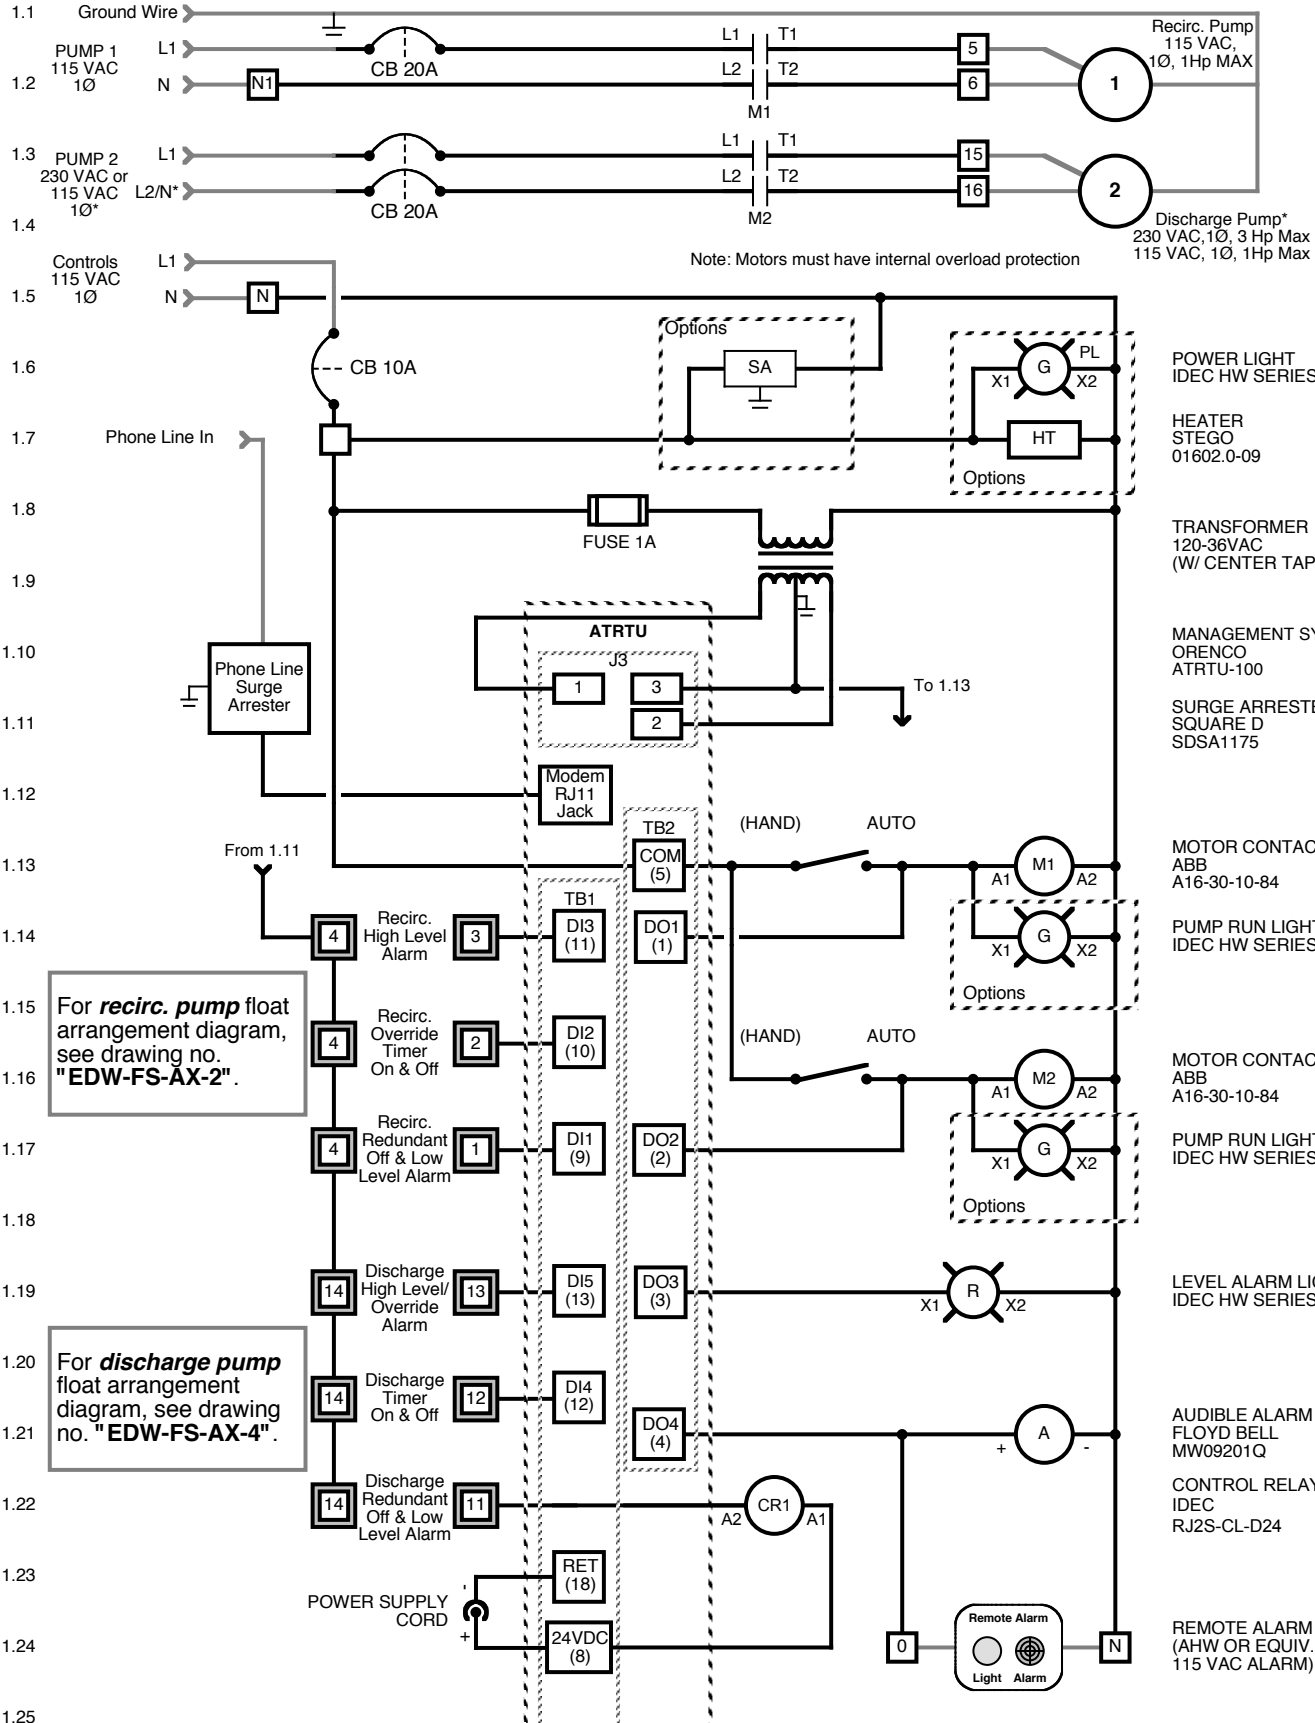 1.1 Ground Wire
Recirc. Pump
115 VAC,
1Ø, 1Hp MAX
PUMP 1
115 VAC
1Ø
L1
CB 20A
L1 T1
5
1
1.2
N
N1
L2 T2
M1
6
1.3
PUMP 2
230 VAC or
115 VAC
1Ø*
L1
L1 T1
15
2
L2/N*
CB 20A
L2 T2
M2
16
1.4
Discharge Pump*
230 VAC,1Ø, 3 Hp Max
115 VAC, 1Ø, 1Hp Max
Controls
115 VAC
1Ø
L1
Note: Motors must have internal overload protection
1.5
N
N
1.6
CB 10A
Options
SA
G
PL
X1
X2
POWER LIGHT
IDEC HW SERIES
1.7
Phone Line In
HT
Options
HEATER
STEGO
01602.0-09
1.8
FUSE 1A
TRANSFORMER
120-36VAC
(W/ CENTER TAP
1.9
ATRTU
1.10
Phone Line
Surge
Arrester
J3
1
3
2
To 1.13
MANAGEMENT SY
ORENCO
ATRTU-100
1.11
SURGE ARRESTE
SQUARE D
SDSA1175
1.12
Modem
RJ11
Jack
TB2
(HAND)
AUTO
1.13
From 1.11
COM
(5)
M1
A1
A2
MOTOR CONTAC
ABB
A16-30-10-84
TB1
1.14
4
Recirc.
High Level
Alarm
3
DI3
(11)
DO1
(1)
G
X1
X2
Options
PUMP RUN LIGHT
IDEC HW SERIES
1.15
For recirc. pump float
arrangement diagram,
see drawing no.
"EDW-FS-AX-2".
4
Recirc.
Override
Timer
On & Off
2
DI2
(10)
(HAND)
AUTO
1.16
M2
A1
A2
MOTOR CONTAC
ABB
A16-30-10-84
1.17
4
Recirc.
Redundant
Off & Low
Level Alarm
1
DI1
(9)
DO2
(2)
G
X1
X2
Options
PUMP RUN LIGHT
IDEC HW SERIES
1.18
1.19
14
Discharge
High Level/
Override
Alarm
13
DI5
(13)
DO3
(3)
R
X1
X2
LEVEL ALARM LIG
IDEC HW SERIES
1.20
For discharge pump
float arrangement
diagram, see drawing
no. "EDW-FS-AX-4".
14
Discharge
Timer
On & Off
12
DI4
(12)
1.21
DO4
(4)
A
+
-
AUDIBLE ALARM
FLOYD BELL
MW09201Q
1.22
14
Discharge
Redundant
Off & Low
Level Alarm
11
CR1
A2
A1
CONTROL RELAY
IDEC
RJ2S-CL-D24
1.23
POWER SUPPLY
CORD
-
+
RET
(18)
1.24
24VDC
(8)
0
Remote Alarm
Light Alarm
N
REMOTE ALARM
(AHW OR EQUIV.
115 VAC ALARM)
1.25